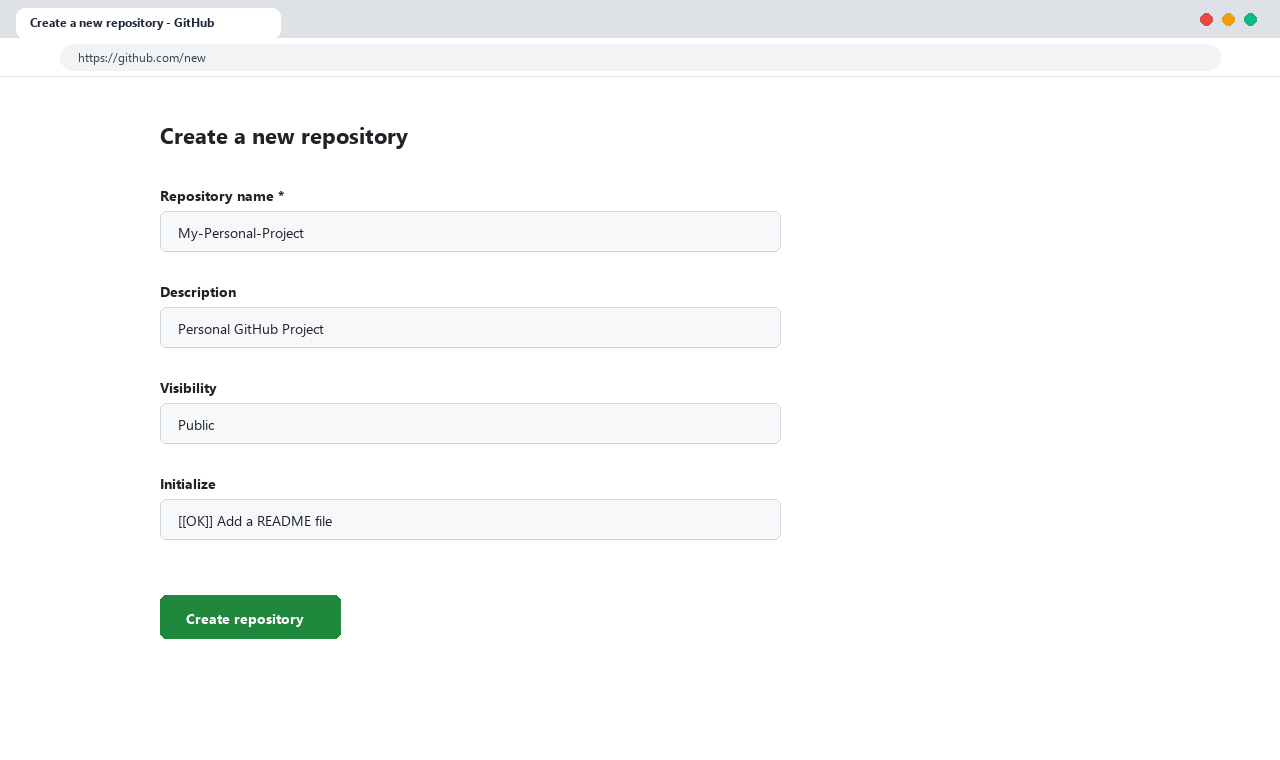 Create a new repository - GitHub
https://github.com/new
Create a new repository
Repository name *
My-Personal-Project
Description
Personal GitHub Project
Visibility
Public
Initialize
[[OK]] Add a README file
Create repository